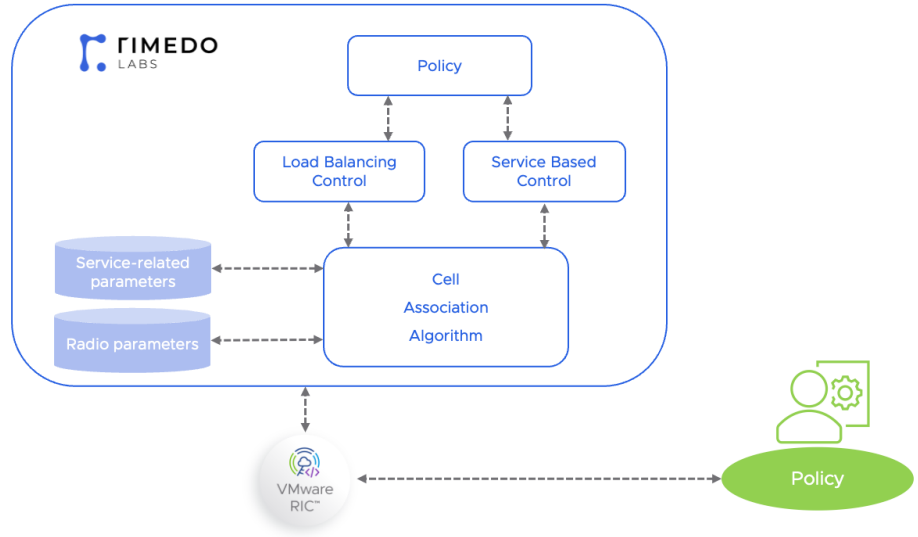 rIMEDO
LABS
Policy
Load Balancing
Control
Service Based
Control
Service-related
parameters
Cell
Association
Algorithm
Radio parameters
</>
VMware
RIC™
Policy